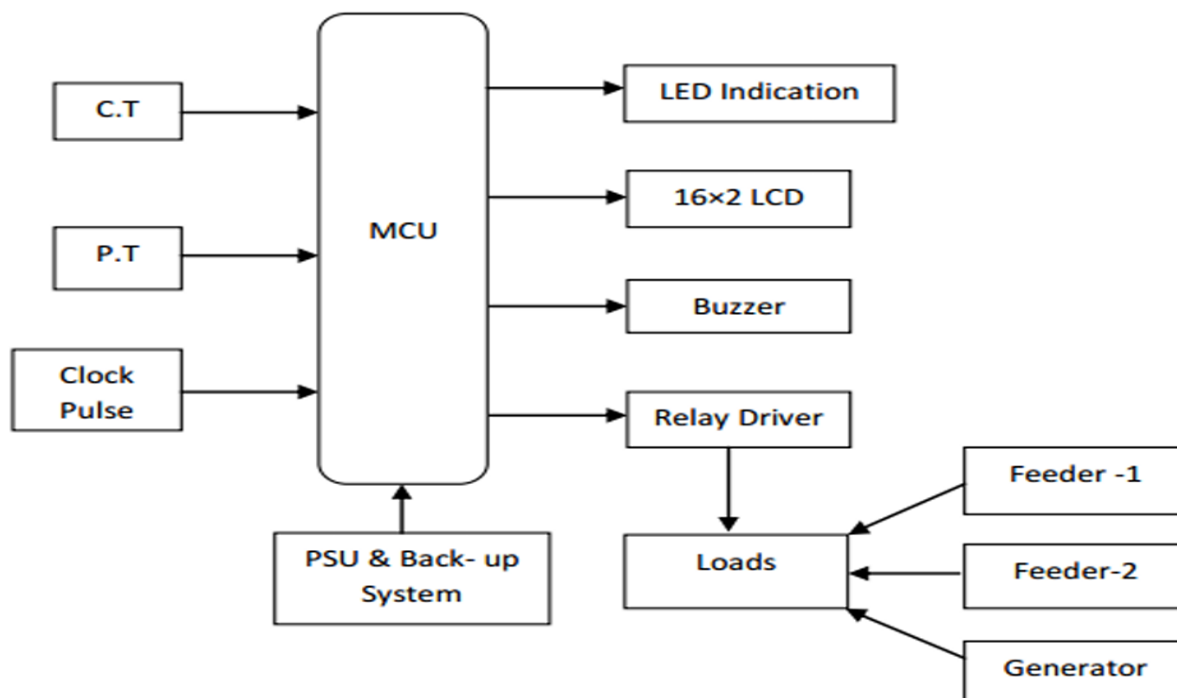 C.T
P.T
Clock
Pulse
MCU
PSU & Back- up
System
LED Indication
16×2 LCD
Buzzer
Relay Driver
Loads
Feeder -1
Feeder-2
Generator